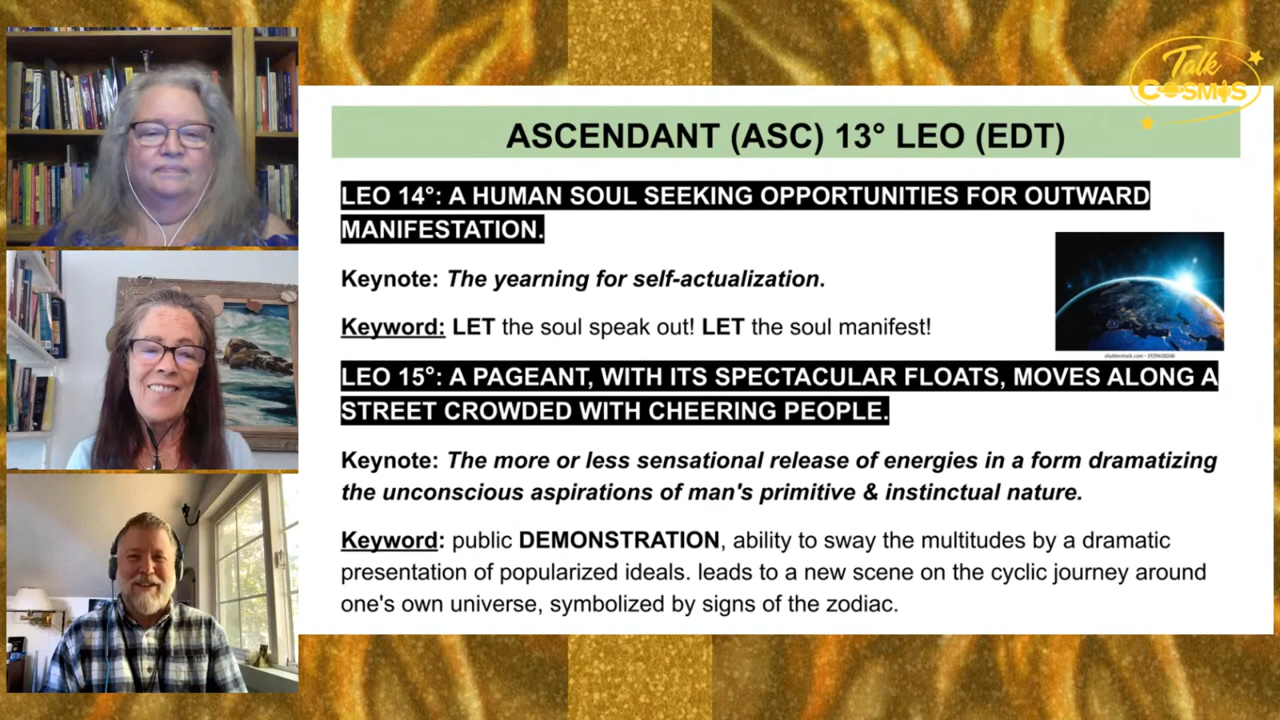 Talk
COSMOS
ASCENDANT (ASC) 13° LEO (EDT)
LEO 14°: A HUMAN SOUL SEEKING OPPORTUNITIES FOR OUTWARD
MANIFESTATION.
Keynote: The yearning for self-actualization.
Keyword: LET the soul speak out! LET the soul manifest!
LEO 15°: A PAGEANT, WITH ITS SPECTACULAR FLOATS, MOVES ALONG A
STREET CROWDED WITH CHEERING PEOPLE.
Keynote: The more or less sensational release of energies in a form dramatizing
the unconscious aspirations of man's primitive & instinctual nature.
Keyword: public DEMONSTRATION, ability to sway the multitudes by a dramatic
presentation of popularized ideals. leads to a new scene on the cyclic journey around
one's own universe, symbolized by signs of the zodiac.